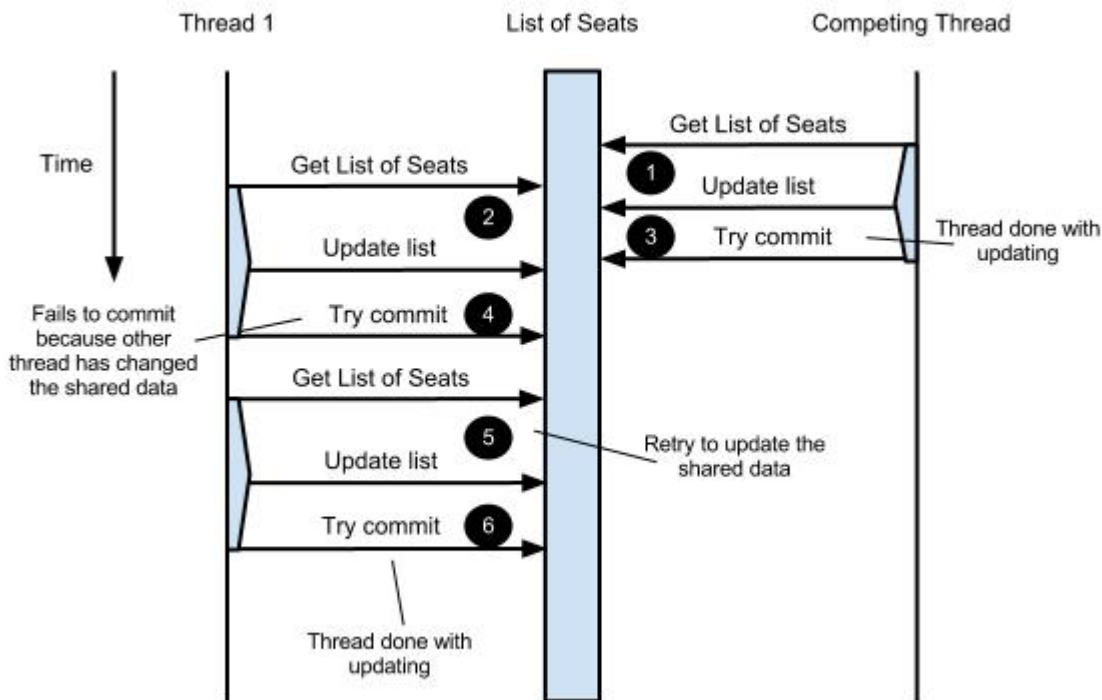 Thread 1
List of Seats
Competing Thread
Get List of Seats
Time
Get List of Seats
1
Update list
2
3
Try commit
Thread done with
updating
Update list
Fails to commit
because other
thread has changed
the shared data
Try commit
4
Get List of Seats
5
Retry to update the
shared data
Update list
Try commit
6
Thread done with
updating